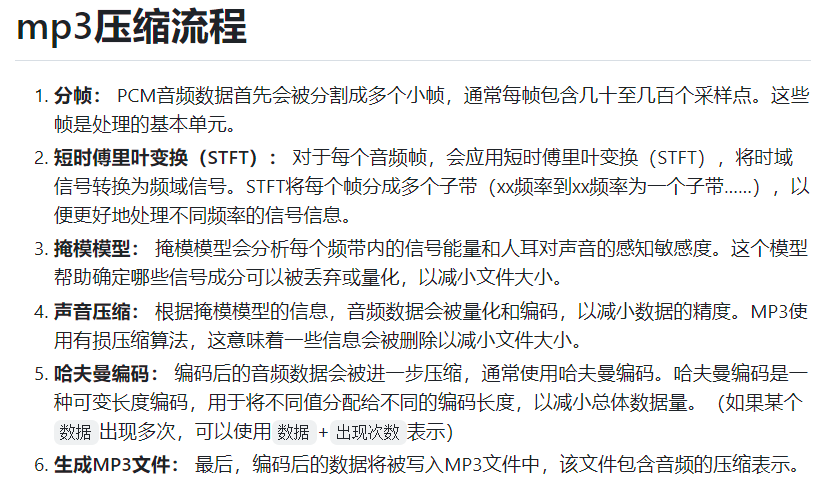 mp3压缩流程
1. 分帧： PCM音频数据首先会被分割成多个小帧，通常每帧包含几十至几百个采样点。这些
帧是处理的基本单元。
2. 短时傅里叶变换（STFT）： 对于每个音频帧，会应用短时傅里叶变换（STFT），将时域
信号转换为频域信号。STFT将每个帧分成多个子带（xx频率到xx频率为一个子带......），以
便更好地处理不同频率的信号信息。
3. 掩模模型： 掩模模型会分析每个频带内的信号能量和人耳对声音的感知敏感度。这个模型
帮助确定哪些信号成分可以被丢弃或量化，以减小文件大小。
4. 声音压缩： 根据掩模模型的信息，音频数据会被量化和编码，以减小数据的精度。MP3使
用有损压缩算法，这意味着一些信息会被删除以减小文件大小。
5. 哈夫曼编码： 编码后的音频数据会被进一步压缩，通常使用哈夫曼编码。哈夫曼编码是一
种可变长度编码，用于将不同值分配给不同的编码长度，以减小总体数据量。（如果某个
数据出现多次，可以使用数据+出现次数表示）
6. 生成MP3文件： 最后，编码后的数据将被写入MP3文件中，该文件包含音频的压缩表示。